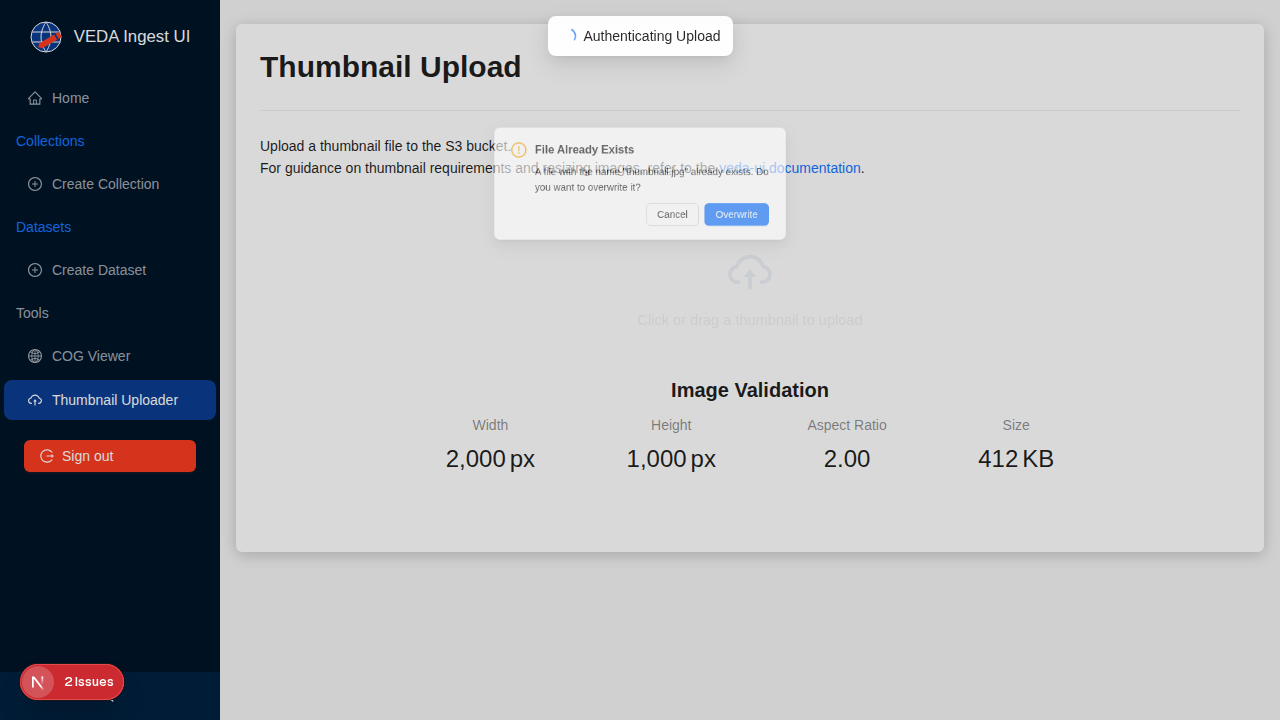 VEDA Ingest UI
Home
Collections
Create Collection
Datasets
Create Dataset
Tools
COG Viewer
Thumbnail Uploader
Sign out
2 Issues
Authenticating Upload
Thumbnail Upload
Upload a thumbnail file to the S3 bucket.
For guidance on thumbnail requirements and resizing images, refer to the veda-ui documentation.
File Already Exists
A file with the name "thumbnail.jpg" already exists. Do
you want to overwrite it?
Cancel
Overwrite
Click or drag a thumbnail to upload
Image Validation
Width
Height
Aspect Ratio
Size
2,000 px
1,000 px
2.00
412 KB